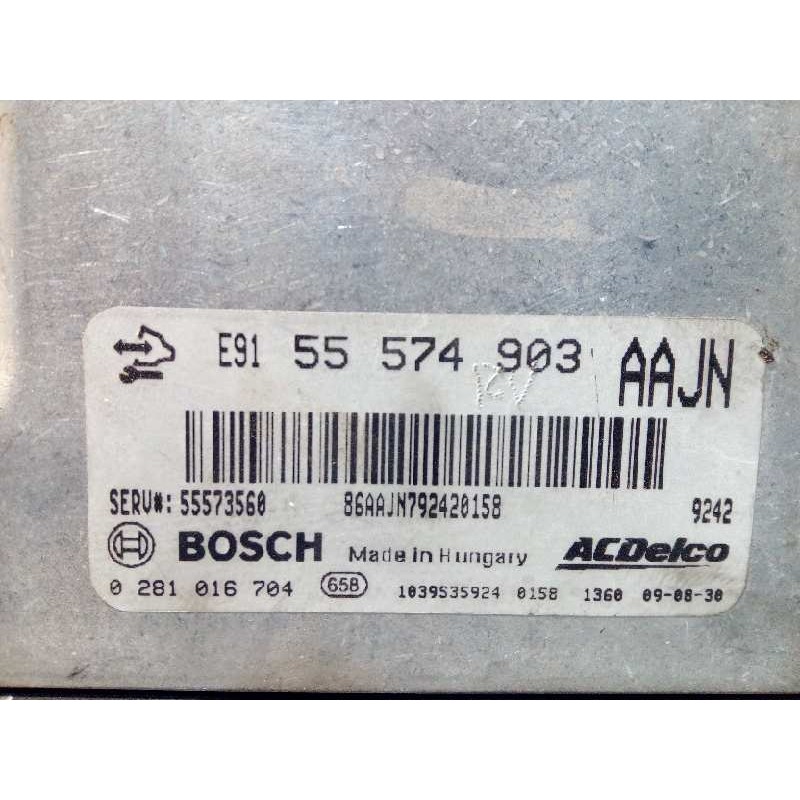 E91 55 574 903 AAJN
RV
SERV#: 55573560 86AAJN792420158 9242
BOSCH Made in Hungary ACDelco
0 281 016 704 658 1039S35924 0158 1360 09-08-30